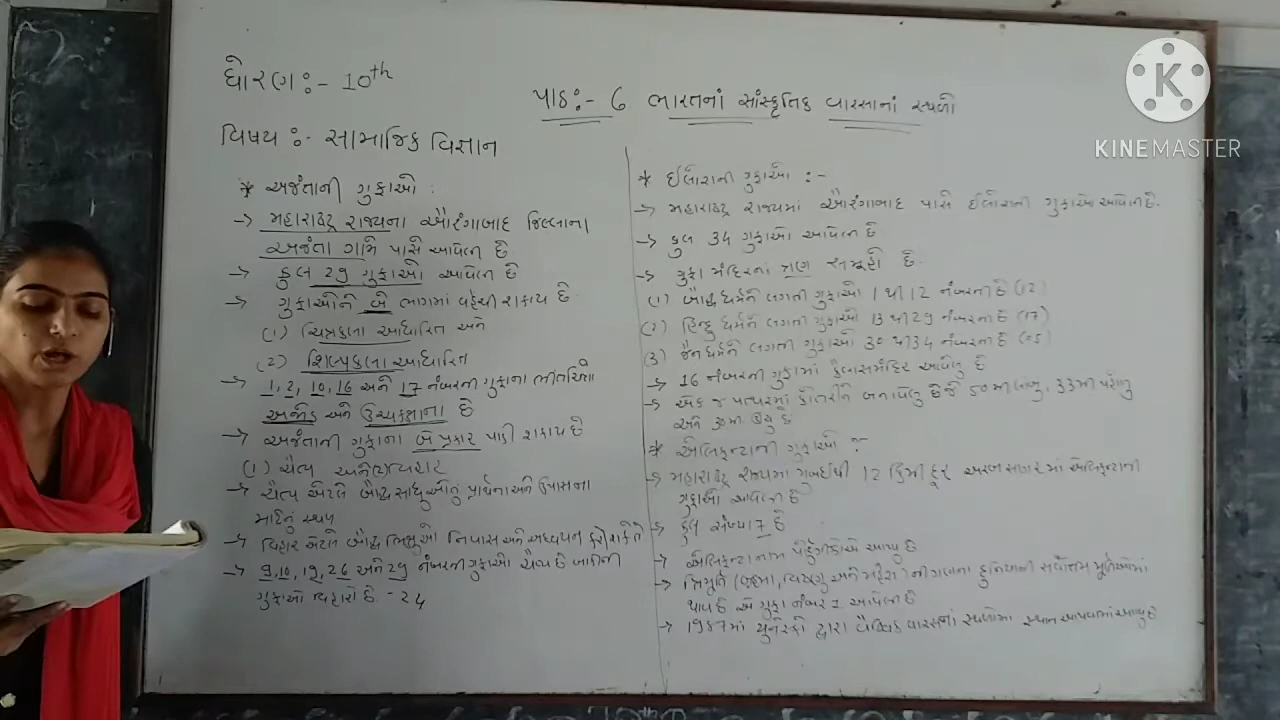 ધોરણ:- 10th
વિષય :- સામાજિક વિજ્ઞાન
પાઠ:- 6 ભારતનાં સાંસ્કૃતિક વારસાનાં સ્થળો
* અજંતાની ગુફાઓ :
→ મહારાષ્ટ્ર રાજ્યના ઔરંગાબાદ જિલ્લાના
અજંતા ગામ પાસે આવેલ છે
→ કુલ 29 ગુફાઓ આવેલ છે
→ ગુફાઓને બે ભાગમાં વહેચી શકાય છે
(1) ચિત્રકલા આધારિત અને
(2) શિલ્પકલા આધારિત
→ 1, 2, 10, 16 અને 17 નંબરની ગુફાના ભીતચિત્રો
અજોડ અને ઉચ્ચકક્ષાના છે
→ અજંતાની ગુફાના બે પ્રકાર પાડી શકાય છે
(1) ચૈત્ય
→ ચૈત્ય એટલે બૌદ્ધ સાધુઓનું પ્રાર્થના અને ઉપાસના
માટેનું સ્થળ
→ વિહાર એટલે બૌદ્ધ ભિક્ષુઓ નિવાસ અને અધ્યયન
→ 9, 10, 19, 26 અને 29 નંબરની ગુફાઓ ચૈત્ય છે બાકીની
ગુફાઓ વિહારો છે - 24
* ઈલોરાની ગુફાઓ :-
→ મહારાષ્ટ્ર રાજ્યમાં ઔરંગાબાદ પાસે ઈલોરાની ગુફાઓ આવેલ છે.
→ કુલ 34 ગુફાઓ આવેલ છે
→ ગુફા મંદિરનાં ત્રણ સમૂહો છે.
(1) બૌદ્ધ ધર્મને લગતી ગુફાઓ 1 થી 12 નંબરની છે (12)
(2) હિન્દુ ધર્મને લગતી ગુફાઓ 13 થી 29 નંબરની છે (17)
(3) જૈન ધર્મને લગતી ગુફાઓ 30 થી 34 નંબરની છે (05)
→ 16 નંબરની ગુફામાં કૈલાસમંદિર આવેલુ છે
→ એક જ પત્થરમાં કોતરીને બનાવેલુ છે જે 50 મી લાંબુ, 33 મી પહોળુ
અને 30 મી ઊંચુ છે
* એલિફન્ટાની ગુફાઓ :-
→ મહારાષ્ટ્ર રાજ્યમાં મુંબઈથી 12 કિમી દૂર અરબ સાગરમાં એલિફન્ટાની
ગુફાઓ આવેલી છે
→ કુલ સંખ્યા 7 છે
→ એલિફન્ટા નામ પોર્ટુગીઝોએ આપ્યુ છે
→ ત્રિમૂર્તિ (બ્રહ્મા, વિષ્ણુ અને મહેશ) ની ગણના દુનિયાની સર્વોત્તમ મૂર્તિઓમાં
થાય છે એ ગુફા નંબર 1 આવેલી છે
→ 1987માં યુનેસ્કો દ્વારા વૈશ્વિક વારસાનાં સ્થળોમાં સ્થાન આપવામાં આવ્યુ છે
K
KINEMASTER